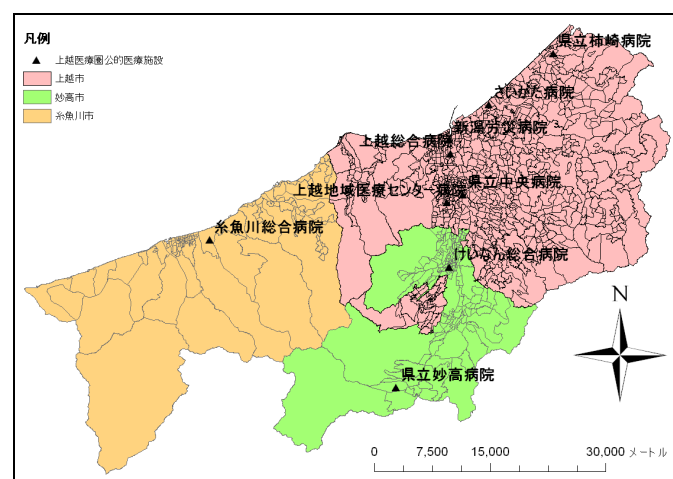 凡例
上越医療圏公的医療施設
上越市
妙高市
糸魚川市
県立柿崎病院
さいがた病院
新潟労災病院
上越総合病院
県立中央病院
上越地域医療センター病院
糸魚川総合病院
けいなん総合病院
県立妙高病院
N
0 7,500 15,000 30,000 メートル